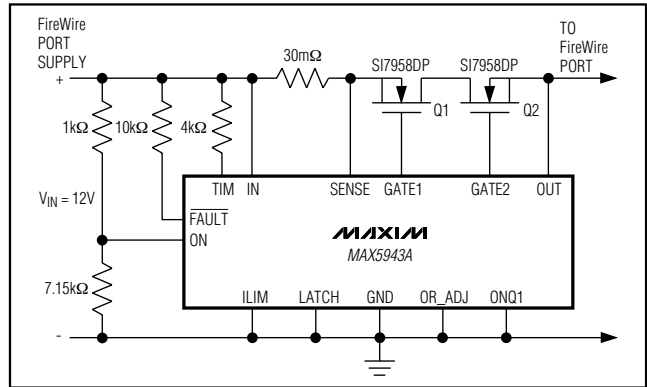 FireWire
PORT
SUPPLY
+
30mΩ
SI7958DP
SI7958DP
TO
FireWire
PORT
Q1
Q2
1kΩ
10kΩ
4kΩ
TIM
IN
SENSE
GATE1
GATE2
OUT
VIN = 12V
FAULT
ON
MAXIM
MAX5943A
7.15kΩ
ILIM
LATCH
GND
OR_ADJ
ONQ1
-